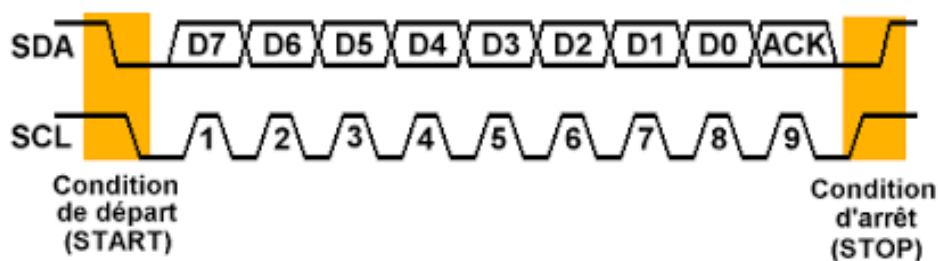 SDA D7 D6 D5 D4 D3 D2 D1 D0 ACK
SCL 1 2 3 4 5 6 7 8 9
Condition
de départ
(START)
Condition
d'arrêt
(STOP)